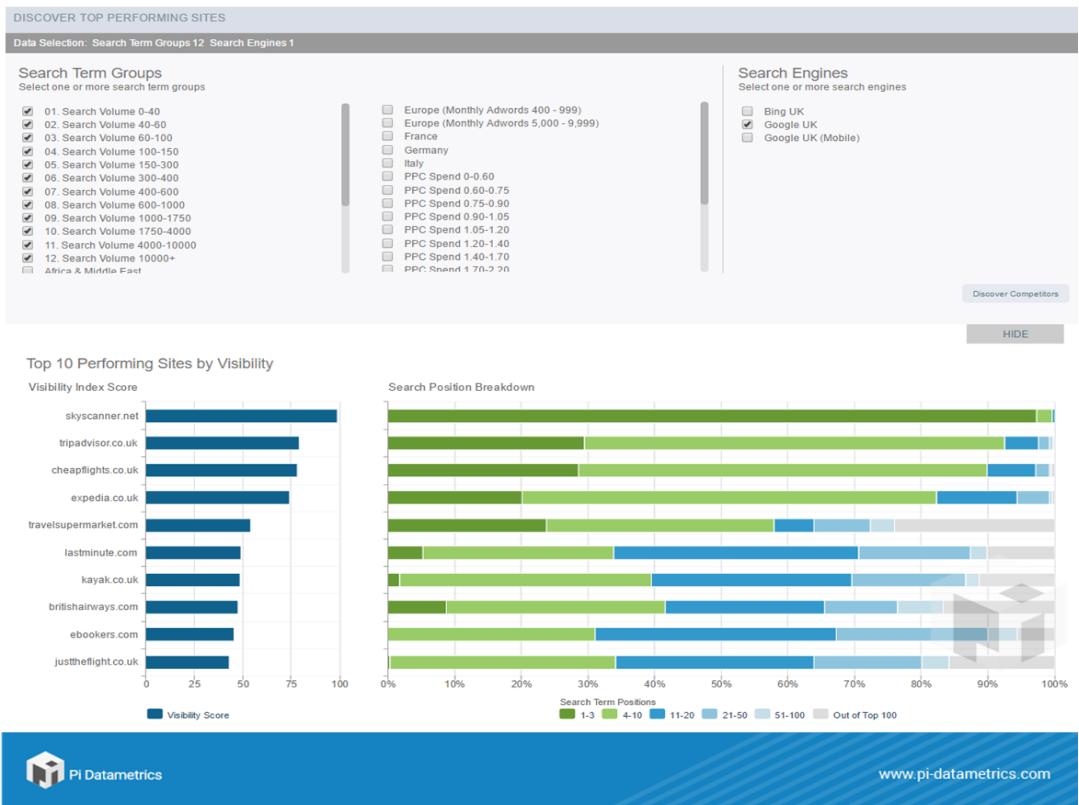 DISCOVER TOP PERFORMING SITES
Data Selection: Search Term Groups 12 Search Engines 1
Search Term Groups
Select one or more search term groups
01. Search Volume 0-40
02. Search Volume 40-60
03. Search Volume 60-100
04. Search Volume 100-150
05. Search Volume 150-300
06. Search Volume 300-400
07. Search Volume 400-600
08. Search Volume 600-1000
09. Search Volume 1000-1750
10. Search Volume 1750-4000
11. Search Volume 4000-10000
12. Search Volume 10000+
Africa & Middle East
Europe (Monthly Adwords 400 - 999)
Europe (Monthly Adwords 5,000 - 9,999)
France
Germany
Italy
PPC Spend 0-0.60
PPC Spend 0.60-0.75
PPC Spend 0.75-0.90
PPC Spend 0.90-1.05
PPC Spend 1.05-1.20
PPC Spend 1.20-1.40
PPC Spend 1.40-1.70
PPC Spend 1.70-2.20
Search Engines
Select one or more search engines
Bing UK
Google UK
Google UK (Mobile)
Discover Competitors
HIDE
Top 10 Performing Sites by Visibility
Visibility Index Score
skyscanner.net
tripadvisor.co.uk
cheapflights.co.uk
expedia.co.uk
travelsupermarket.com
lastminute.com
kayak.co.uk
britishairways.com
ebookers.com
justtheflight.co.uk
0 25 50 75 100
Visibility Score
Search Position Breakdown
0% 10% 20% 30% 40% 50% 60% 70% 80% 90% 100%
Search Term Positions
1-3 4-10 11-20 21-50 51-100 Out of Top 100
Pi Datametrics
www.pi-datametrics.com